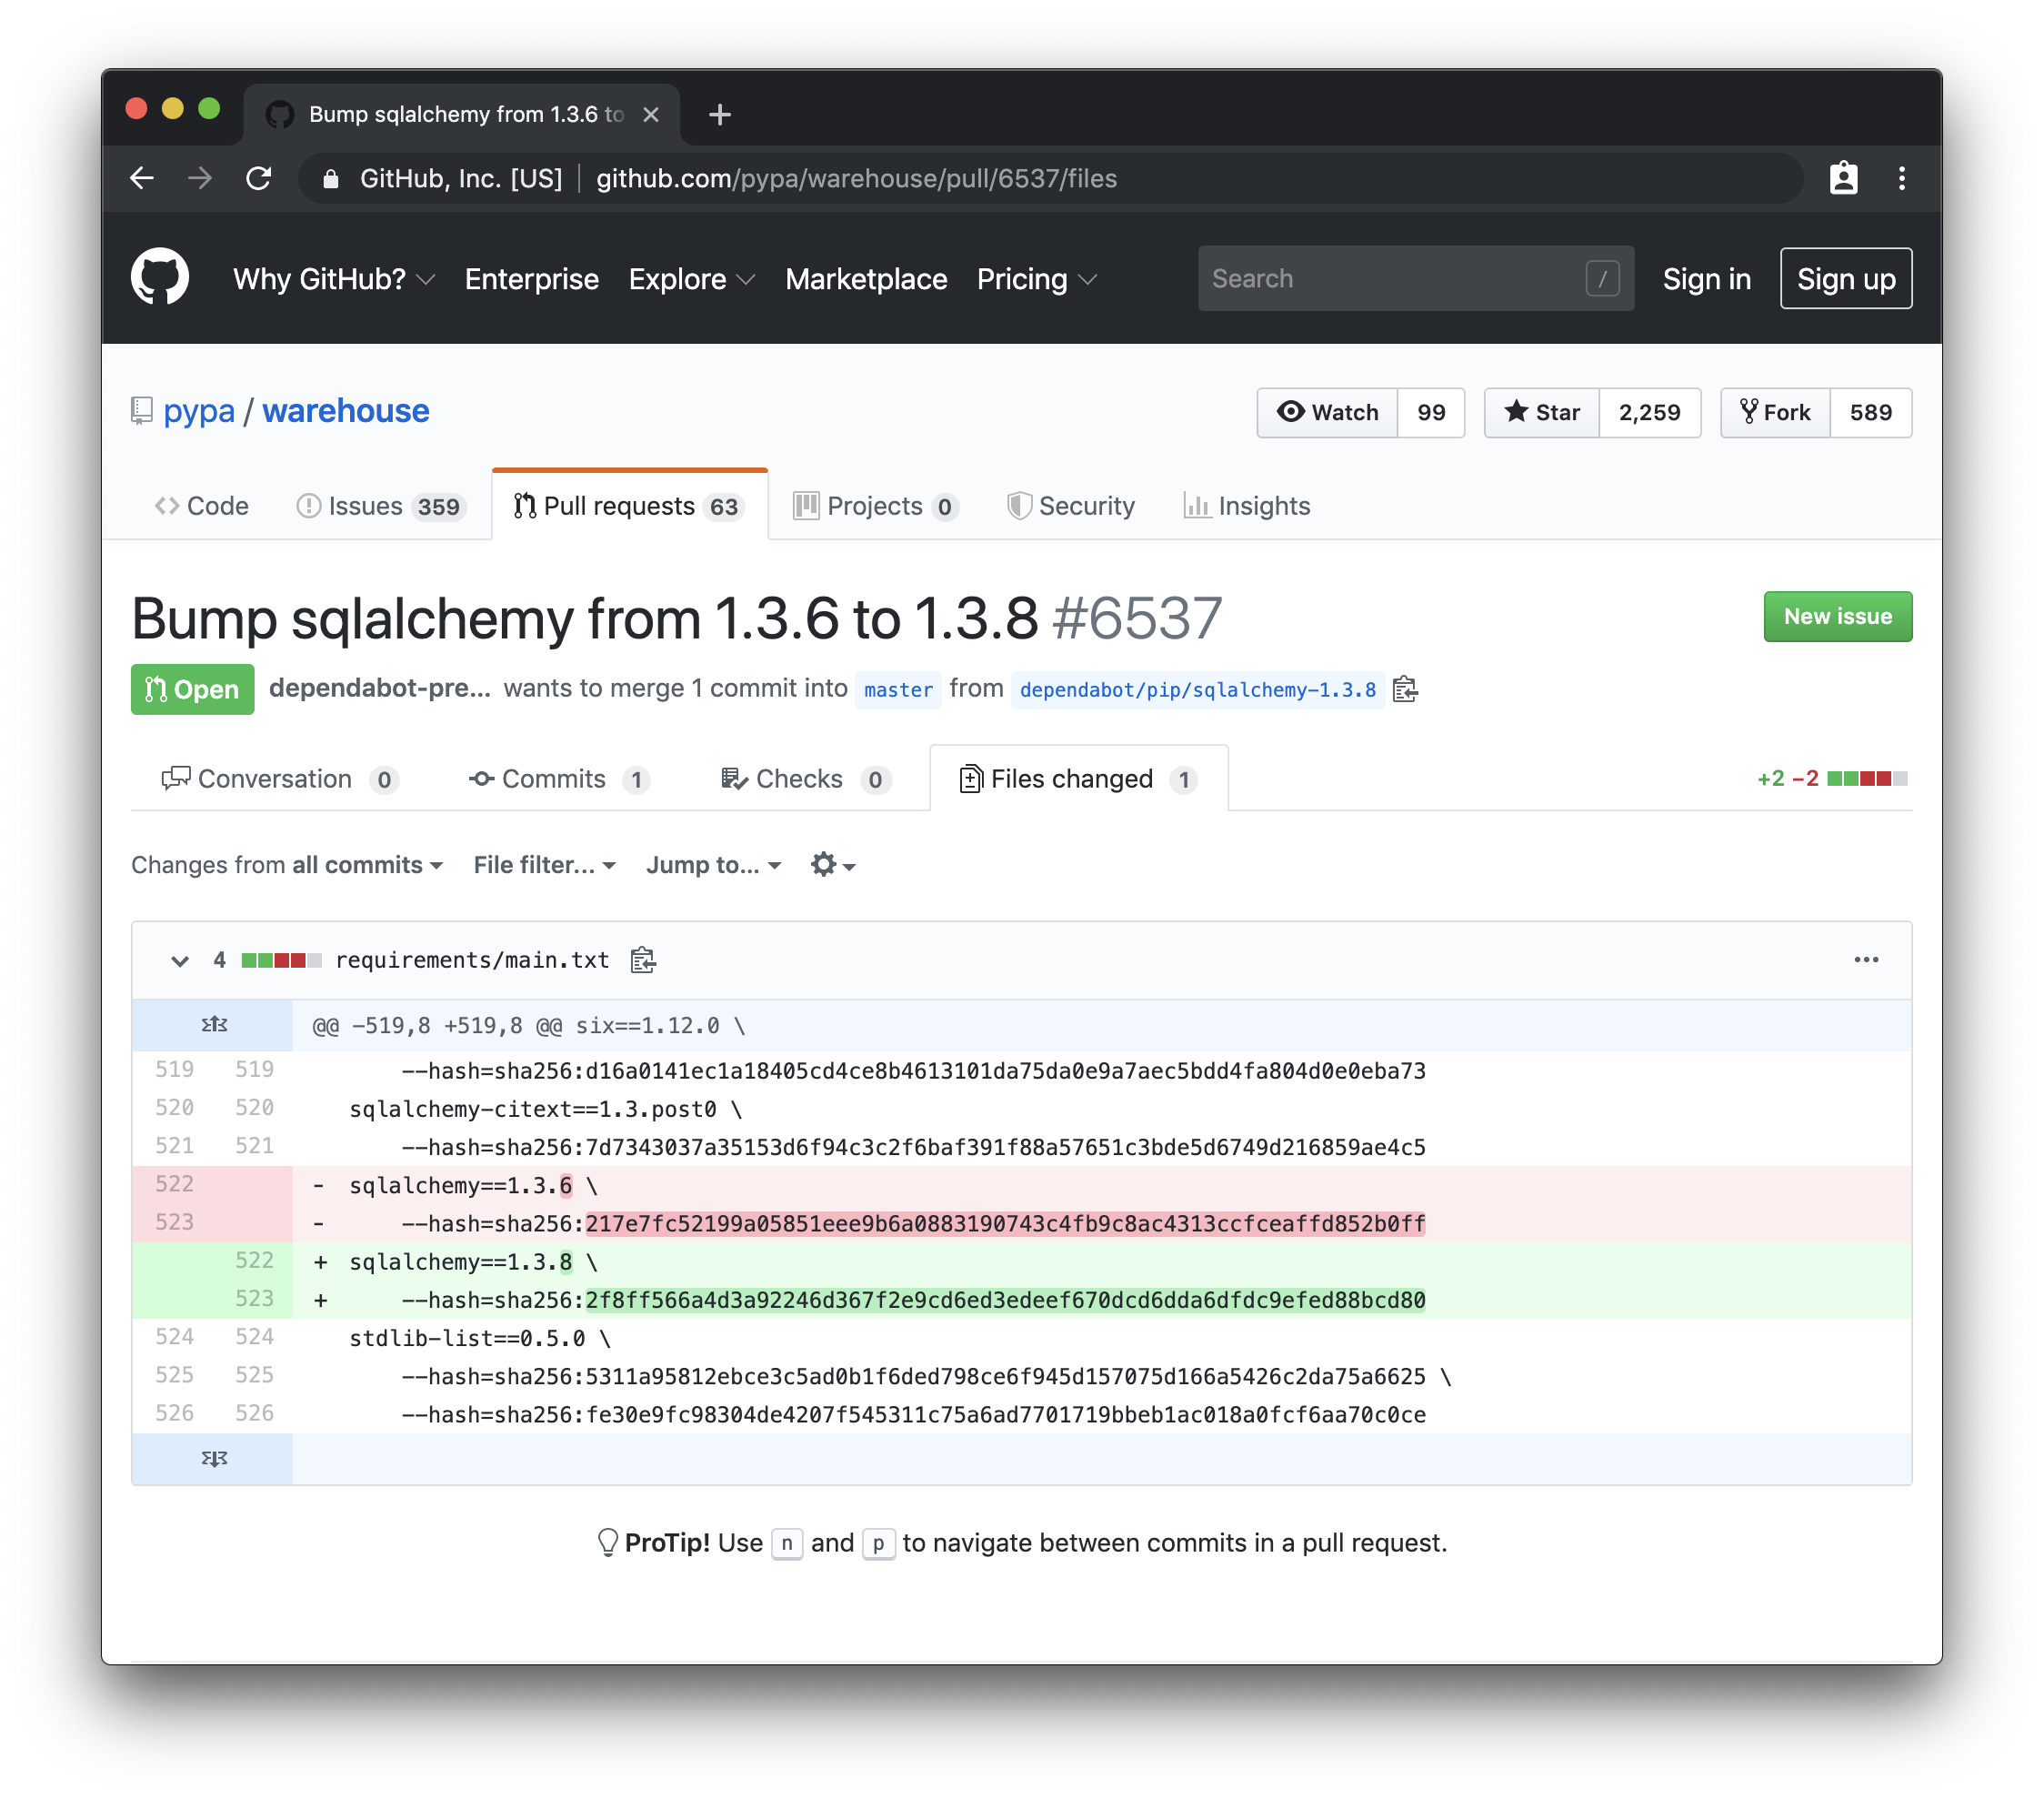 Bump sqlalchemy from 1.3.6 to
GitHub, Inc. [US] github.com/pypa/warehouse/pull/6537/files
Why GitHub? Enterprise Explore Marketplace Pricing Search / Sign in Sign up
pypa / warehouse Watch 99 Star 2,259 Fork 589
Code Issues 359 Pull requests 63 Projects 0 Security Insights
Bump sqlalchemy from 1.3.6 to 1.3.8 #6537 New issue
Open dependabot-pre... wants to merge 1 commit into master from dependabot/pip/sqlalchemy-1.3.8
Conversation 0 Commits 1 Checks 0 Files changed 1 +2 −2
Changes from all commits File filter... Jump to...
4 requirements/main.txt ...
@@ -519,8 +519,8 @@ six==1.12.0 \
519 519 --hash=sha256:d16a0141ec1a18405cd4ce8b4613101da75da0e9a7aec5bdd4fa804d0e0eba73
520 520 sqlalchemy-citext==1.3.post0 \
521 521 --hash=sha256:7d7343037a35153d6f94c3c2f6baf391f88a57651c3bde5d6749d216859ae4c5
522 - sqlalchemy==1.3.6 \
523 - --hash=sha256:217e7fc52199a05851eee9b6a0883190743c4fb9c8ac4313ccfceaffd852b0ff
522 + sqlalchemy==1.3.8 \
523 + --hash=sha256:2f8ff566a4d3a92246d367f2e9cd6ed3edeef670dcd6dda6dfdc9efed88bcd80
524 524 stdlib-list==0.5.0 \
525 525 --hash=sha256:5311a95812ebce3c5ad0b1f6ded798ce6f945d157075d166a5426c2da75a6625 \
526 526 --hash=sha256:fe30e9fc98304de4207f545311c75a6ad7701719bbeb1ac018a0fcf6aa70c0ce
ProTip! Use n and p to navigate between commits in a pull request.